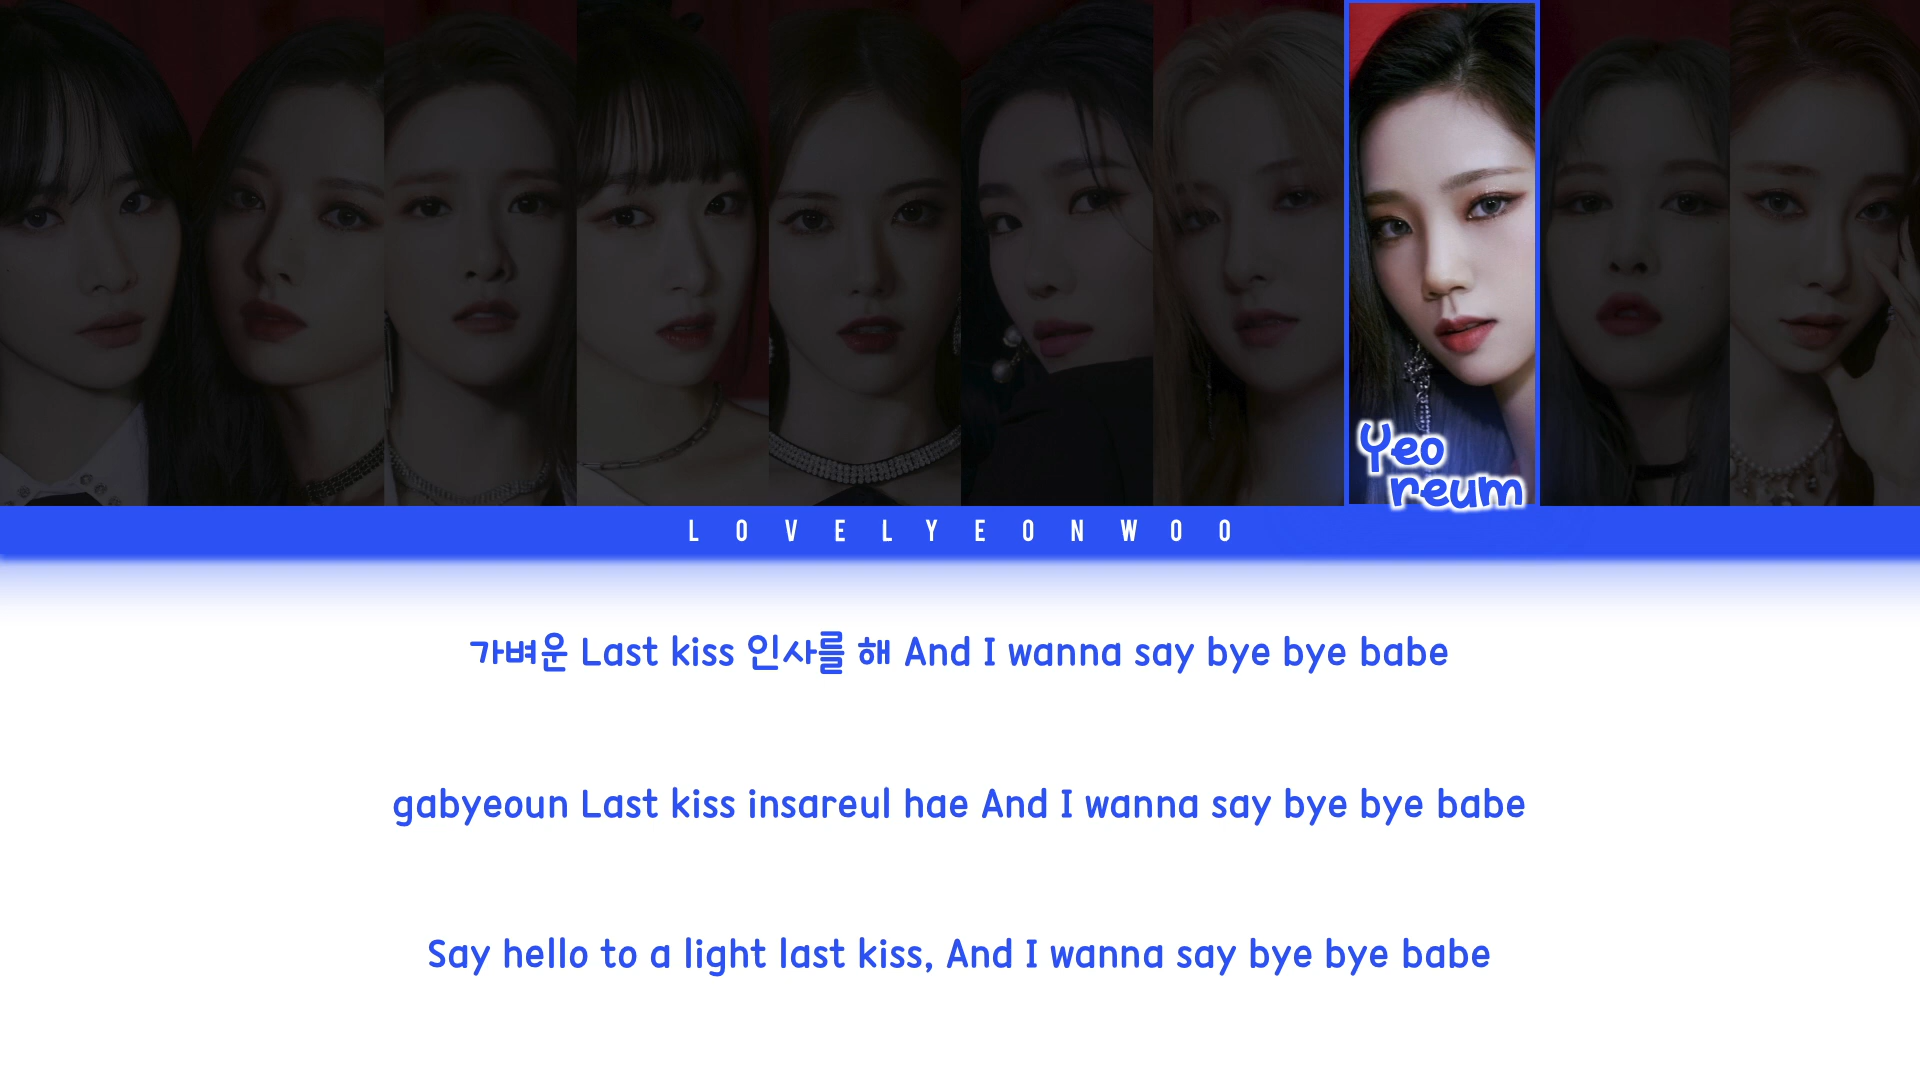 Yeo
reum
LOVELYEONWOO
가벼운 Last kiss 인사를 해 And I wanna say bye bye babe
gabyeoun Last kiss insareul hae And I wanna say bye bye babe
Say hello to a light last kiss, And I wanna say bye bye babe